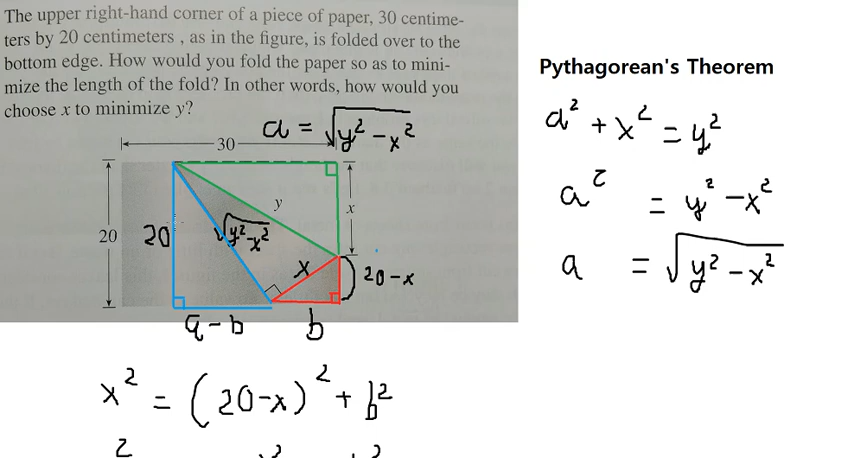 The upper right-hand corner of a piece of paper, 30 centime-
ters by 20 centimeters , as in the figure, is folded over to the
bottom edge. How would you fold the paper so as to mini-
mize the length of the fold? In other words, how would you
choose x to minimize y?
a = √y² - x²
30
y
x
20
20
√y² - x²
x
20 - x
a - b
b
x² = (20 - x)² + b²
Pythagorean's Theorem
a² + x² = y²
a² = y² - x²
a = √y² - x²